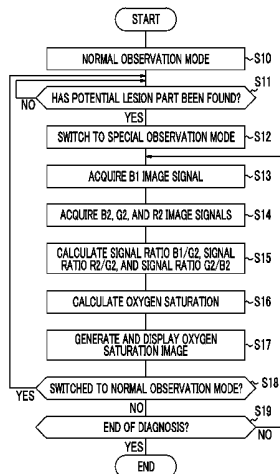 START
NORMAL OBSERVATION MODE
S10
S11
HAS POTENTIAL LESION PART BEEN FOUND?
NO
YES
SWITCH TO SPECIAL OBSERVATION MODE
S12
ACQUIRE B1 IMAGE SIGNAL
S13
ACQUIRE B2, G2, AND R2 IMAGE SIGNALS
S14
CALCULATE SIGNAL RATIO B1/G2, SIGNAL
RATIO R2/G2, AND SIGNAL RATIO G2/B2
S15
CALCULATE OXYGEN SATURATION
S16
GENERATE AND DISPLAY OXYGEN
SATURATION IMAGE
S17
SWITCHED TO NORMAL OBSERVATION MODE?
S18
YES
NO
S19
END OF DIAGNOSIS?
NO
YES
END